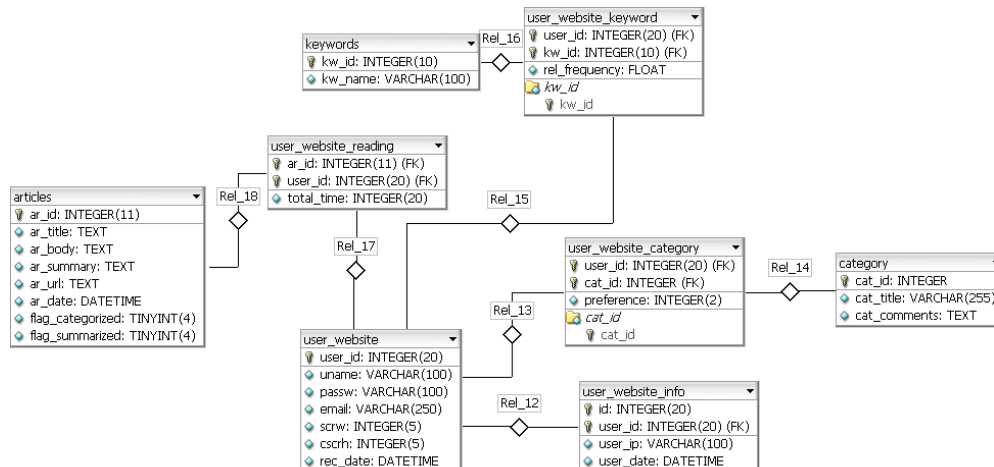 user_website_keyword
user_id: INTEGER(20) (FK)
kw_id: INTEGER(10) (FK)
rel_frequency: FLOAT
kw_id
kw_id
Rel_16
keywords
kw_id: INTEGER(10)
kw_name: VARCHAR(100)
user_website_reading
ar_id: INTEGER(11) (FK)
user_id: INTEGER(20) (FK)
total_time: INTEGER(20)
Rel_18
articles
ar_id: INTEGER(11)
ar_title: TEXT
ar_body: TEXT
ar_summary: TEXT
ar_url: TEXT
ar_date: DATETIME
flag_categorized: TINYINT(4)
flag_summarized: TINYINT(4)
Rel_15
Rel_17
user_website_category
user_id: INTEGER(20) (FK)
cat_id: INTEGER (FK)
preference: INTEGER(2)
cat_id
cat_id
Rel_14
category
cat_id: INTEGER
cat_title: VARCHAR(255)
cat_comments: TEXT
Rel_13
user_website
user_id: INTEGER(20)
uname: VARCHAR(100)
passw: VARCHAR(100)
email: VARCHAR(250)
scrw: INTEGER(5)
cscrh: INTEGER(5)
rec_date: DATETIME
Rel_12
user_website_info
id: INTEGER(20)
user_id: INTEGER(20) (FK)
user_ip: VARCHAR(100)
user_date: DATETIME